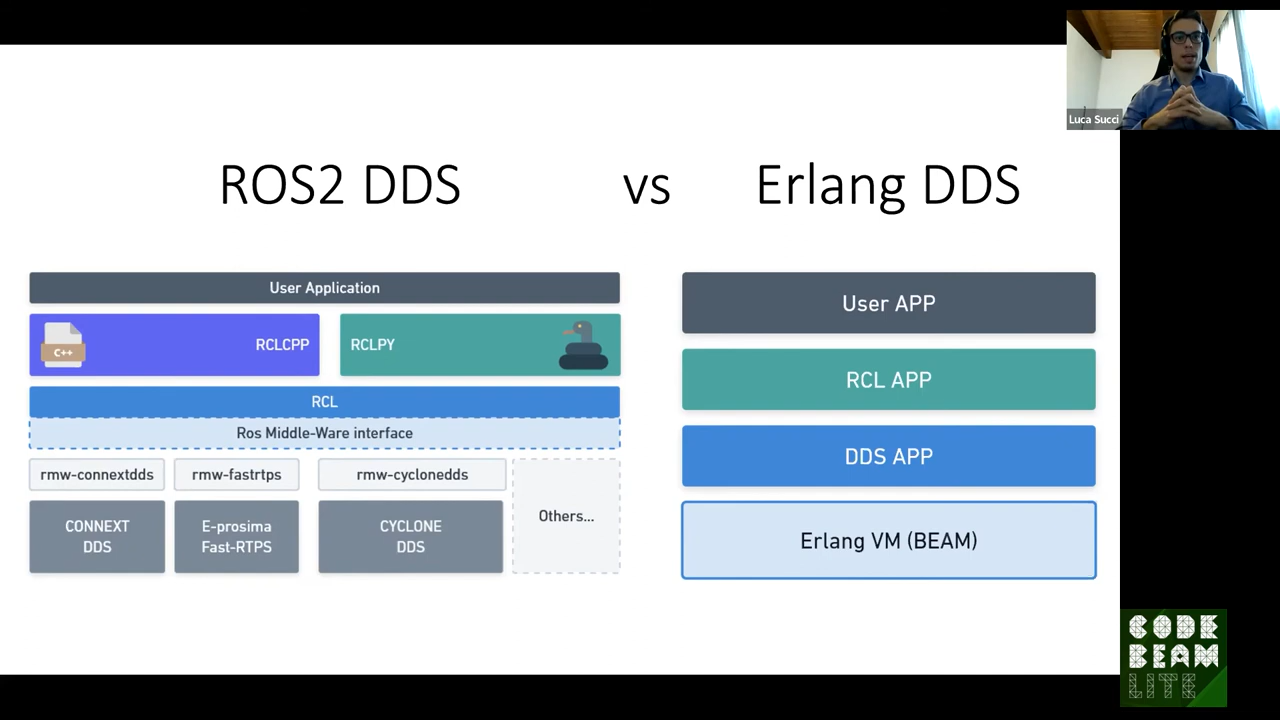 Luca Succi
ROS2 DDS vs Erlang DDS
User Application
C++
RCLCPP
RCLPY
RCL
Ros Middle-Ware interface
rmw-connextdds
rmw-fastrtps
rmw-cyclonedds
Others...
CONNEXT
DDS
E-prosima
Fast-RTPS
CYCLONE
DDS
User APP
RCL APP
DDS APP
Erlang VM (BEAM)
CODE
BEAM
LITE